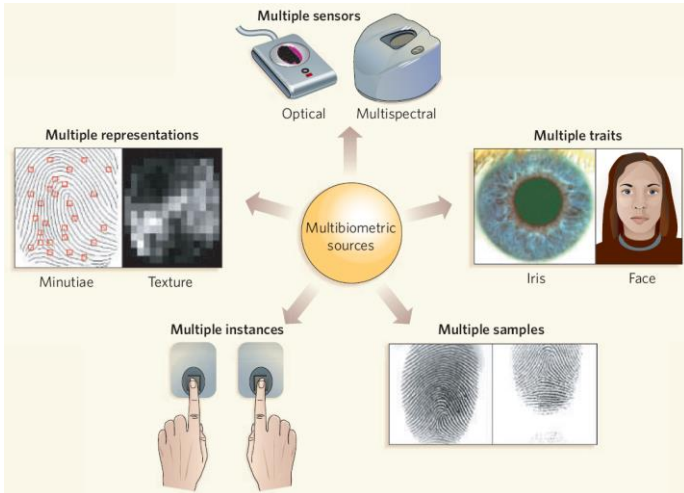 Multiple sensors
Optical
Multispectral
Multiple representations
Multiple traits
Multibiometric
sources
Minutiae
Texture
Iris
Face
Multiple instances
Multiple samples